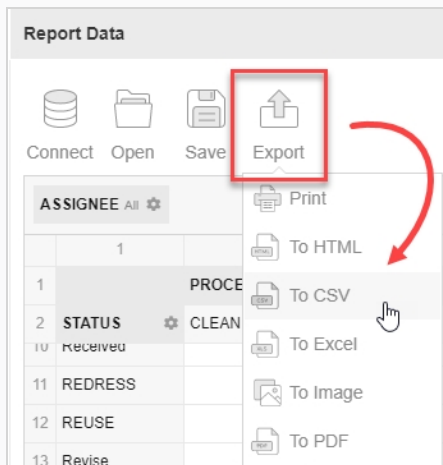 Report Data
Connect Open Save Export
ASSIGNEE All
Print
To HTML
To CSV
To Excel
To Image
To PDF
1
1 PROCE
2 STATUS CLEAN
10 Received
11 REDRESS
12 REUSE
13 Revise